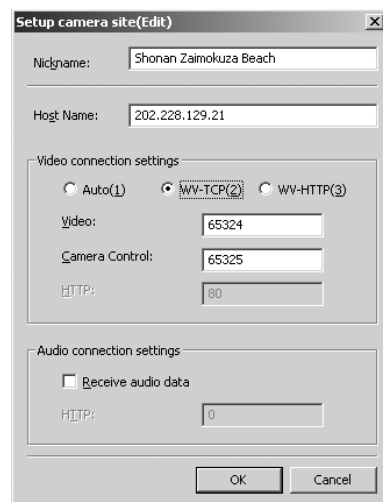 Setup camera site(Edit)
Nickname: Shonan Zaimokuza Beach
Host Name: 202.228.129.21
Video connection settings
Auto(1) WV-TCP(2) WV-HTTP(3)
Video: 65324
Camera Control: 65325
HTTP: 80
Audio connection settings
Receive audio data
HTTP: 0
OK Cancel